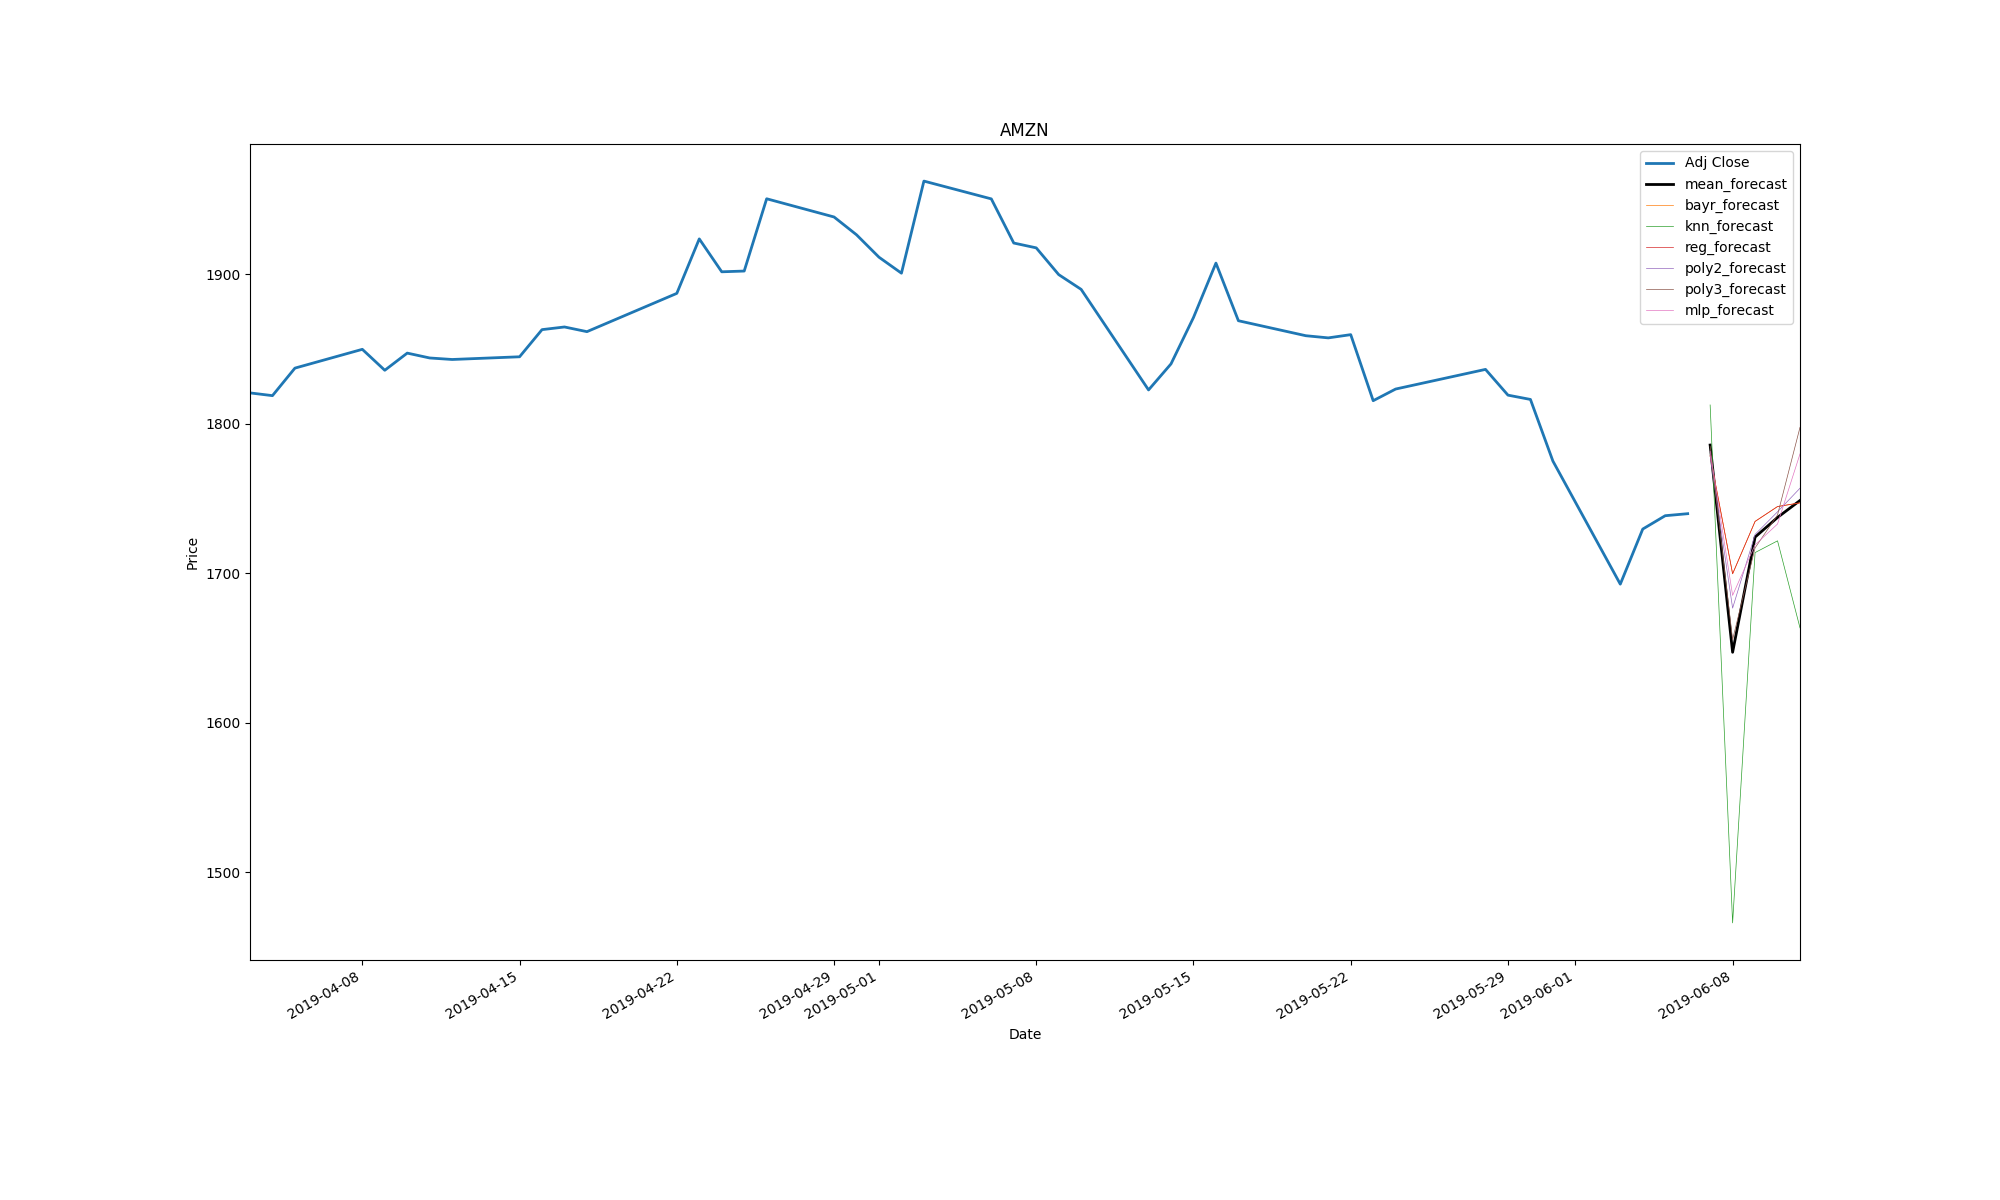 AMZN
Adj Close
mean_forecast
bayr_forecast
knn_forecast
reg_forecast
poly2_forecast
poly3_forecast
mlp_forecast
1900
1800
1700
1600
1500
Price
2019-04-08
2019-04-15
2019-04-22
2019-04-29
2019-05-01
2019-05-08
2019-05-15
2019-05-22
2019-05-29
2019-06-01
2019-06-08
Date